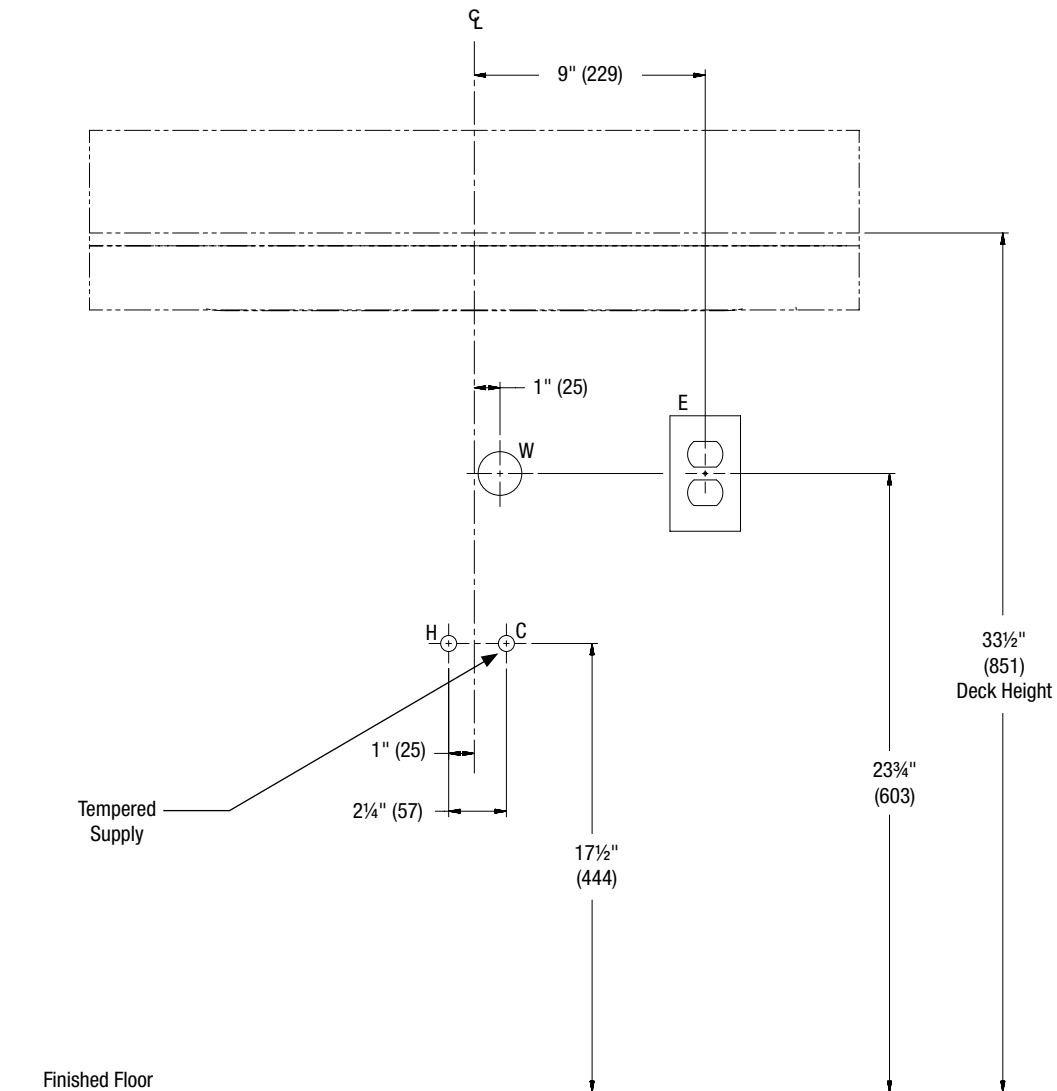 ℄
9" (229)
1" (25)
E
W
H
C
33½"
(851)
Deck Height
1" (25)
23¾"
(603)
Tempered
Supply
2¼" (57)
17½"
(444)
Finished Floor